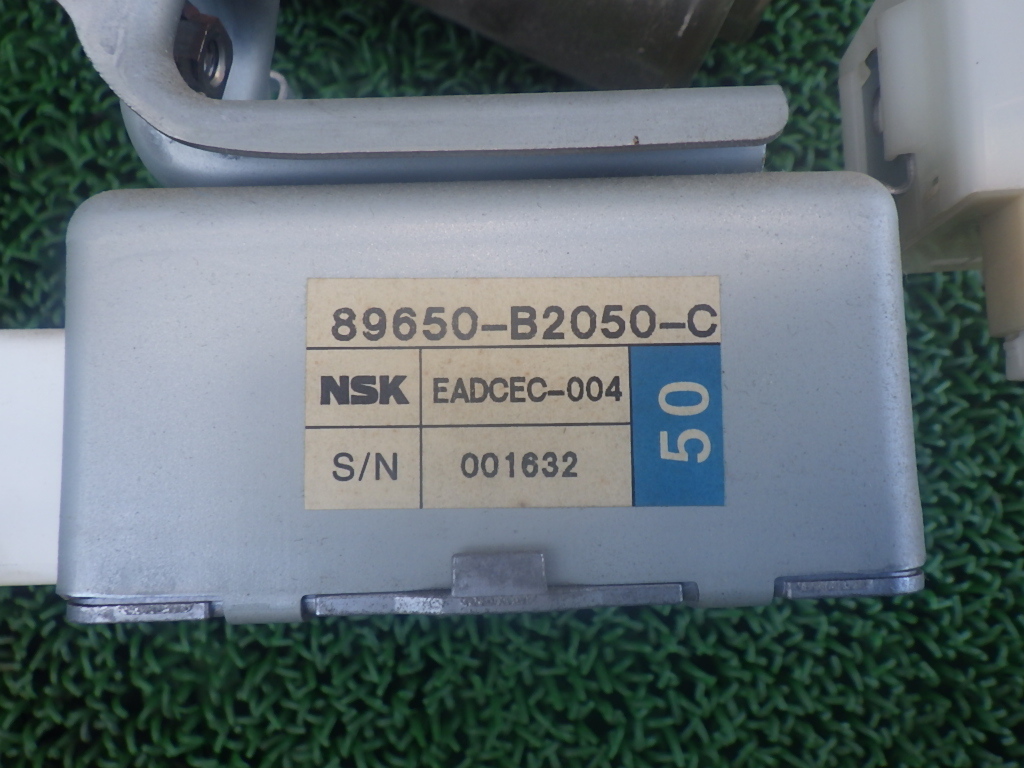 89650-B2050-C
NSK EADCEC-004
50
S/N 001632